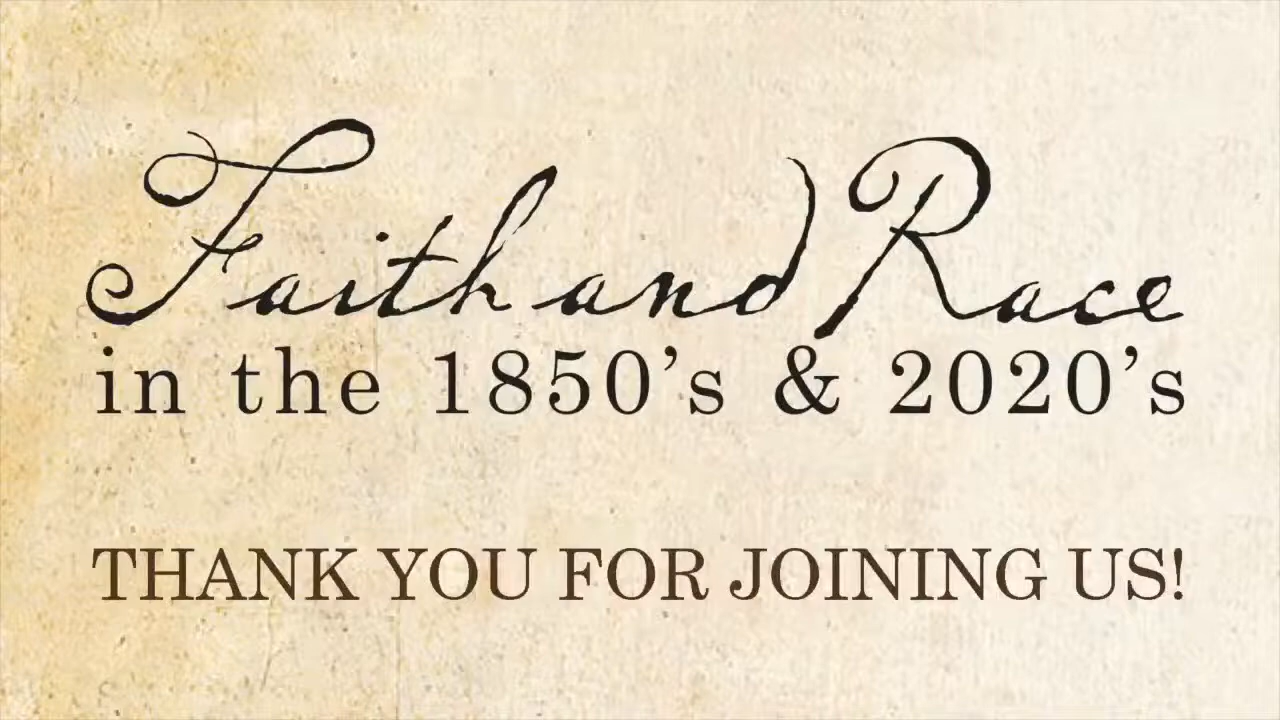 Faith and Race
in the 1850's & 2020's
THANK YOU FOR JOINING US!